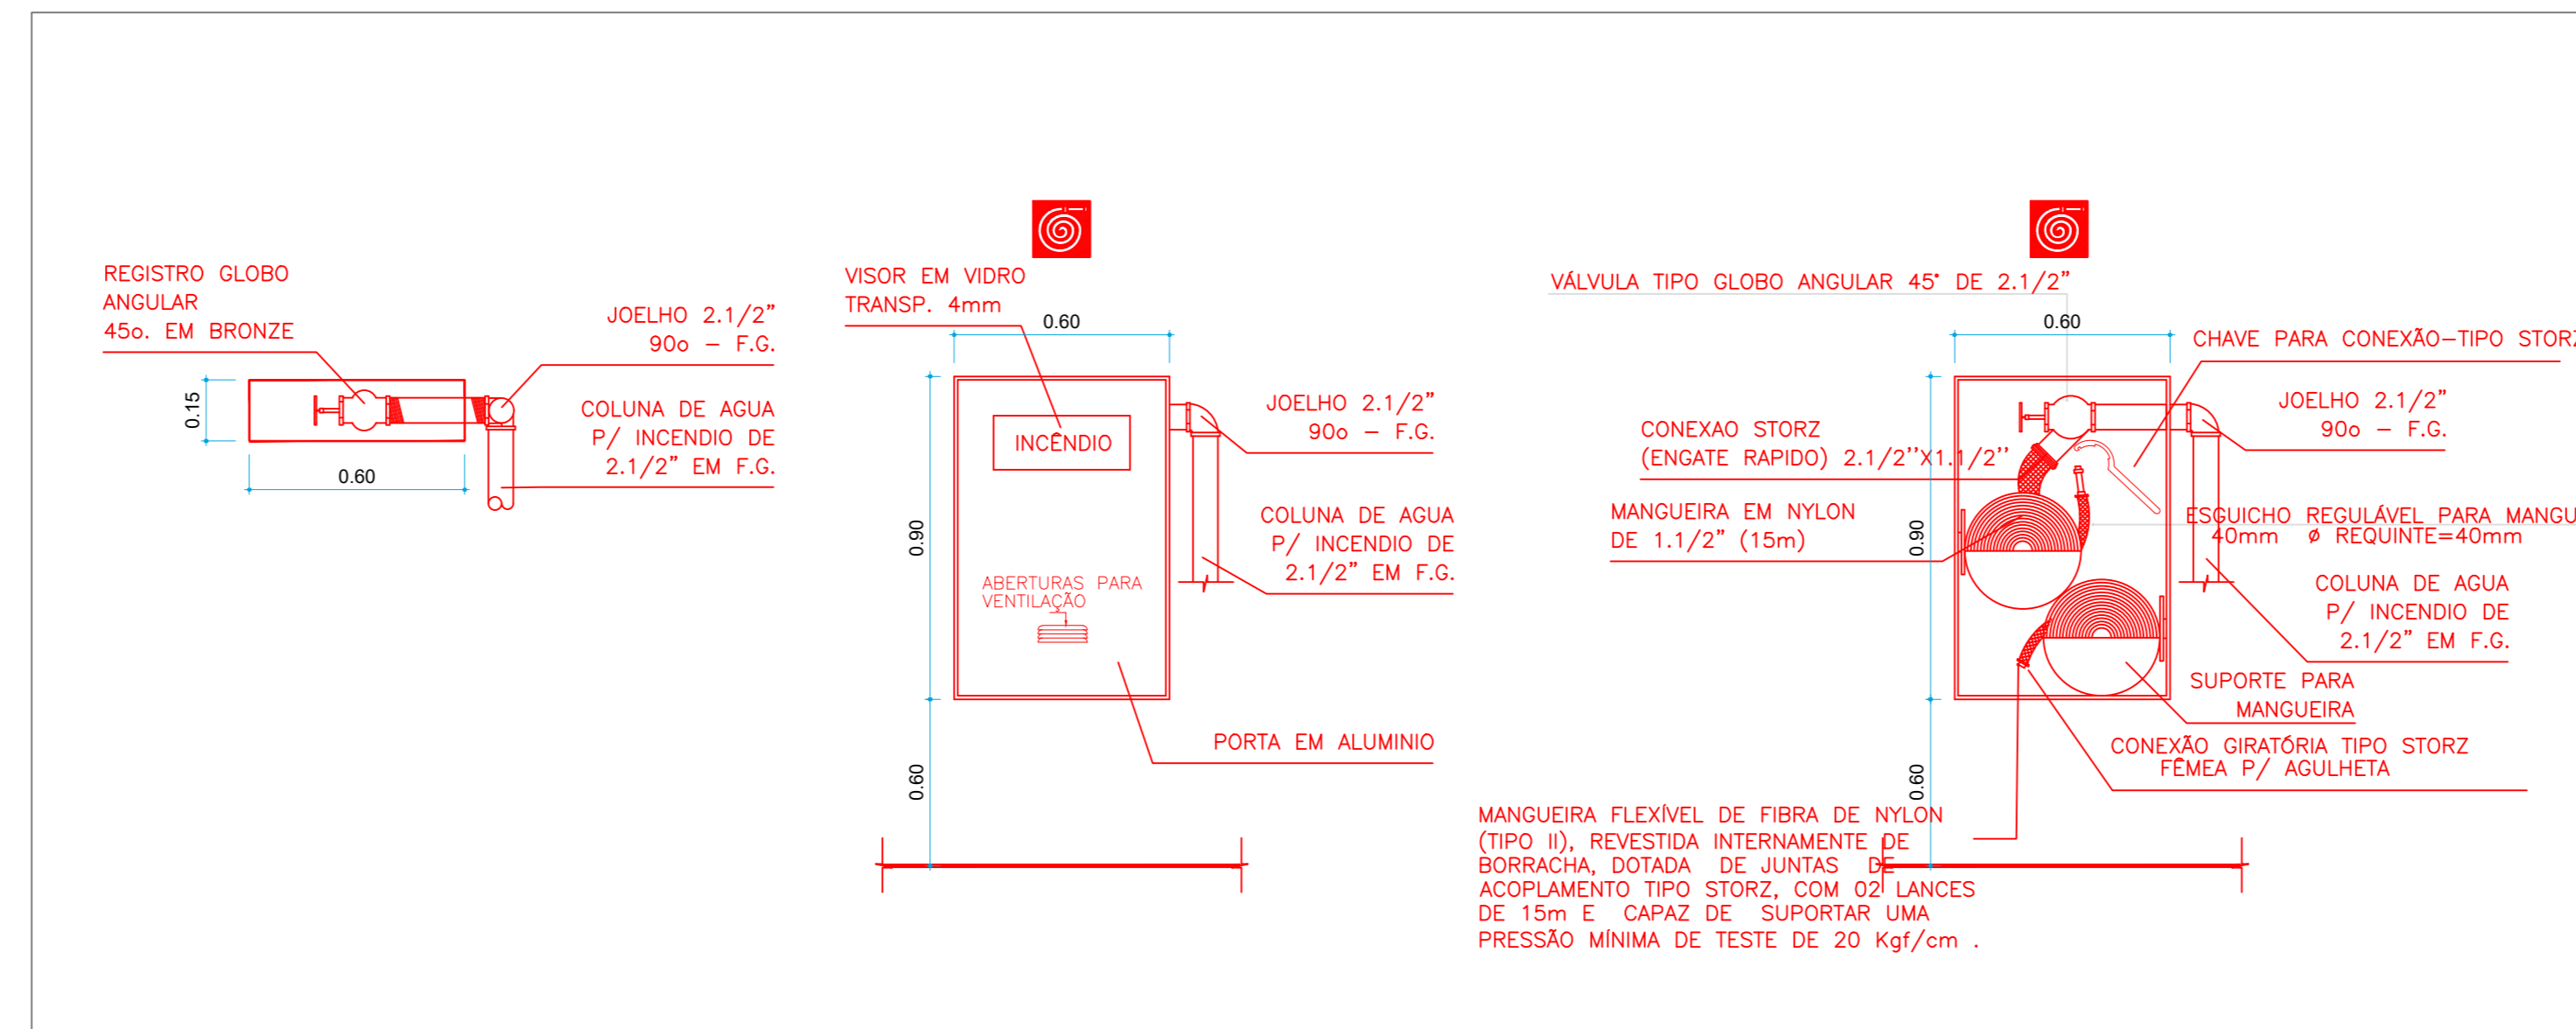 REGISTRO GLOBO
ANGULAR
45o. EM BRONZE
JOELHO 2.1/2”
90o – F.G.
COLUNA DE AGUA
P/ INCENDIO DE
2.1/2” EM F.G.
0.15
0.60
VISOR EM VIDRO
TRANSP. 4mm
0.60
INCÊNDIO
JOELHO 2.1/2”
90o – F.G.
0.90
COLUNA DE AGUA
P/ INCENDIO DE
2.1/2” EM F.G.
ABERTURAS PARA
VENTILAÇÃO
PORTA EM ALUMINIO
0.60
VÁLVULA TIPO GLOBO ANGULAR 45° DE 2.1/2”
0.60
CHAVE PARA CONEXÃO–TIPO STORZ
JOELHO 2.1/2”
90o – F.G.
CONEXAO STORZ
(ENGATE RAPIDO) 2.1/2’’X1.1/2’’
MANGUEIRA EM NYLON
DE 1.1/2” (15m)
0.90
ESGUICHO REGULÁVEL PARA MANGU
40mm ø REQUINTE=40mm
COLUNA DE AGUA
P/ INCENDIO DE
2.1/2” EM F.G.
SUPORTE PARA
MANGUEIRA
CONEXÃO GIRATÓRIA TIPO STORZ
FÊMEA P/ AGULHETA
0.60
MANGUEIRA FLEXÍVEL DE FIBRA DE NYLON
(TIPO II), REVESTIDA INTERNAMENTE DE
BORRACHA, DOTADA DE JUNTAS DE
ACOPLAMENTO TIPO STORZ, COM 02 LANCES
DE 15m E CAPAZ DE SUPORTAR UMA
PRESSÃO MÍNIMA DE TESTE DE 20 Kgf/cm .